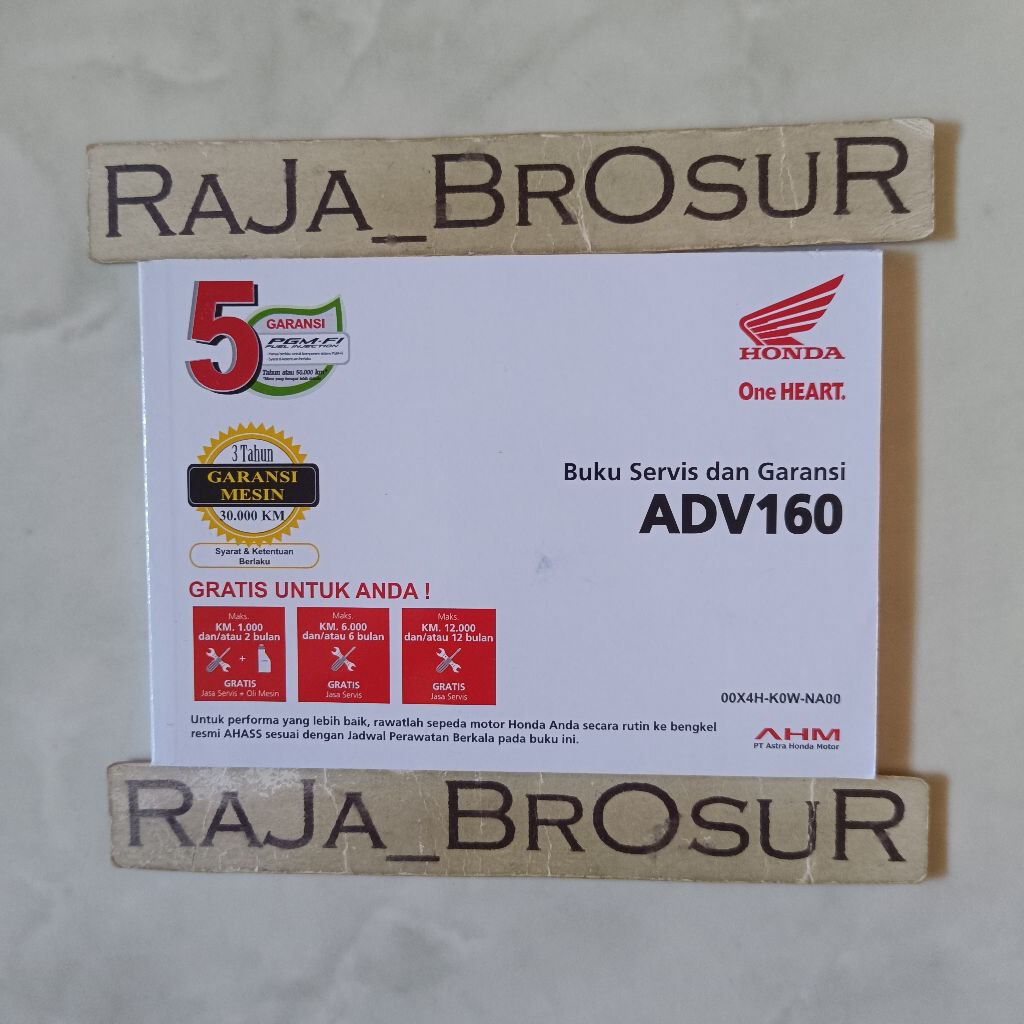 RAJA_BROSUR
5
GARANSI
PGM-FI
FUEL INJECTION
Tahun atau 50.000 km*
HONDA
One HEART.
3 Tahun
GARANSI
MESIN
30.000 KM
Syarat & Ketentuan
Berlaku
Buku Servis dan Garansi
ADV160
GRATIS UNTUK ANDA !
Maks.
KM. 1.000
dan/atau 2 bulan
+
GRATIS
Jasa Servis + Oli Mesin
Maks.
KM. 6.000
dan/atau 6 bulan
GRATIS
Jasa Servis
Maks.
KM. 12.000
dan/atau 12 bulan
GRATIS
Jasa Servis
00X4H-K0W-NA00
Untuk performa yang lebih baik, rawatlah sepeda motor Honda Anda secara rutin ke bengkel
resmi AHASS sesuai dengan Jadwal Perawatan Berkala pada buku ini.
AHM
PT Astra Honda Motor
RAJA_BROSUR